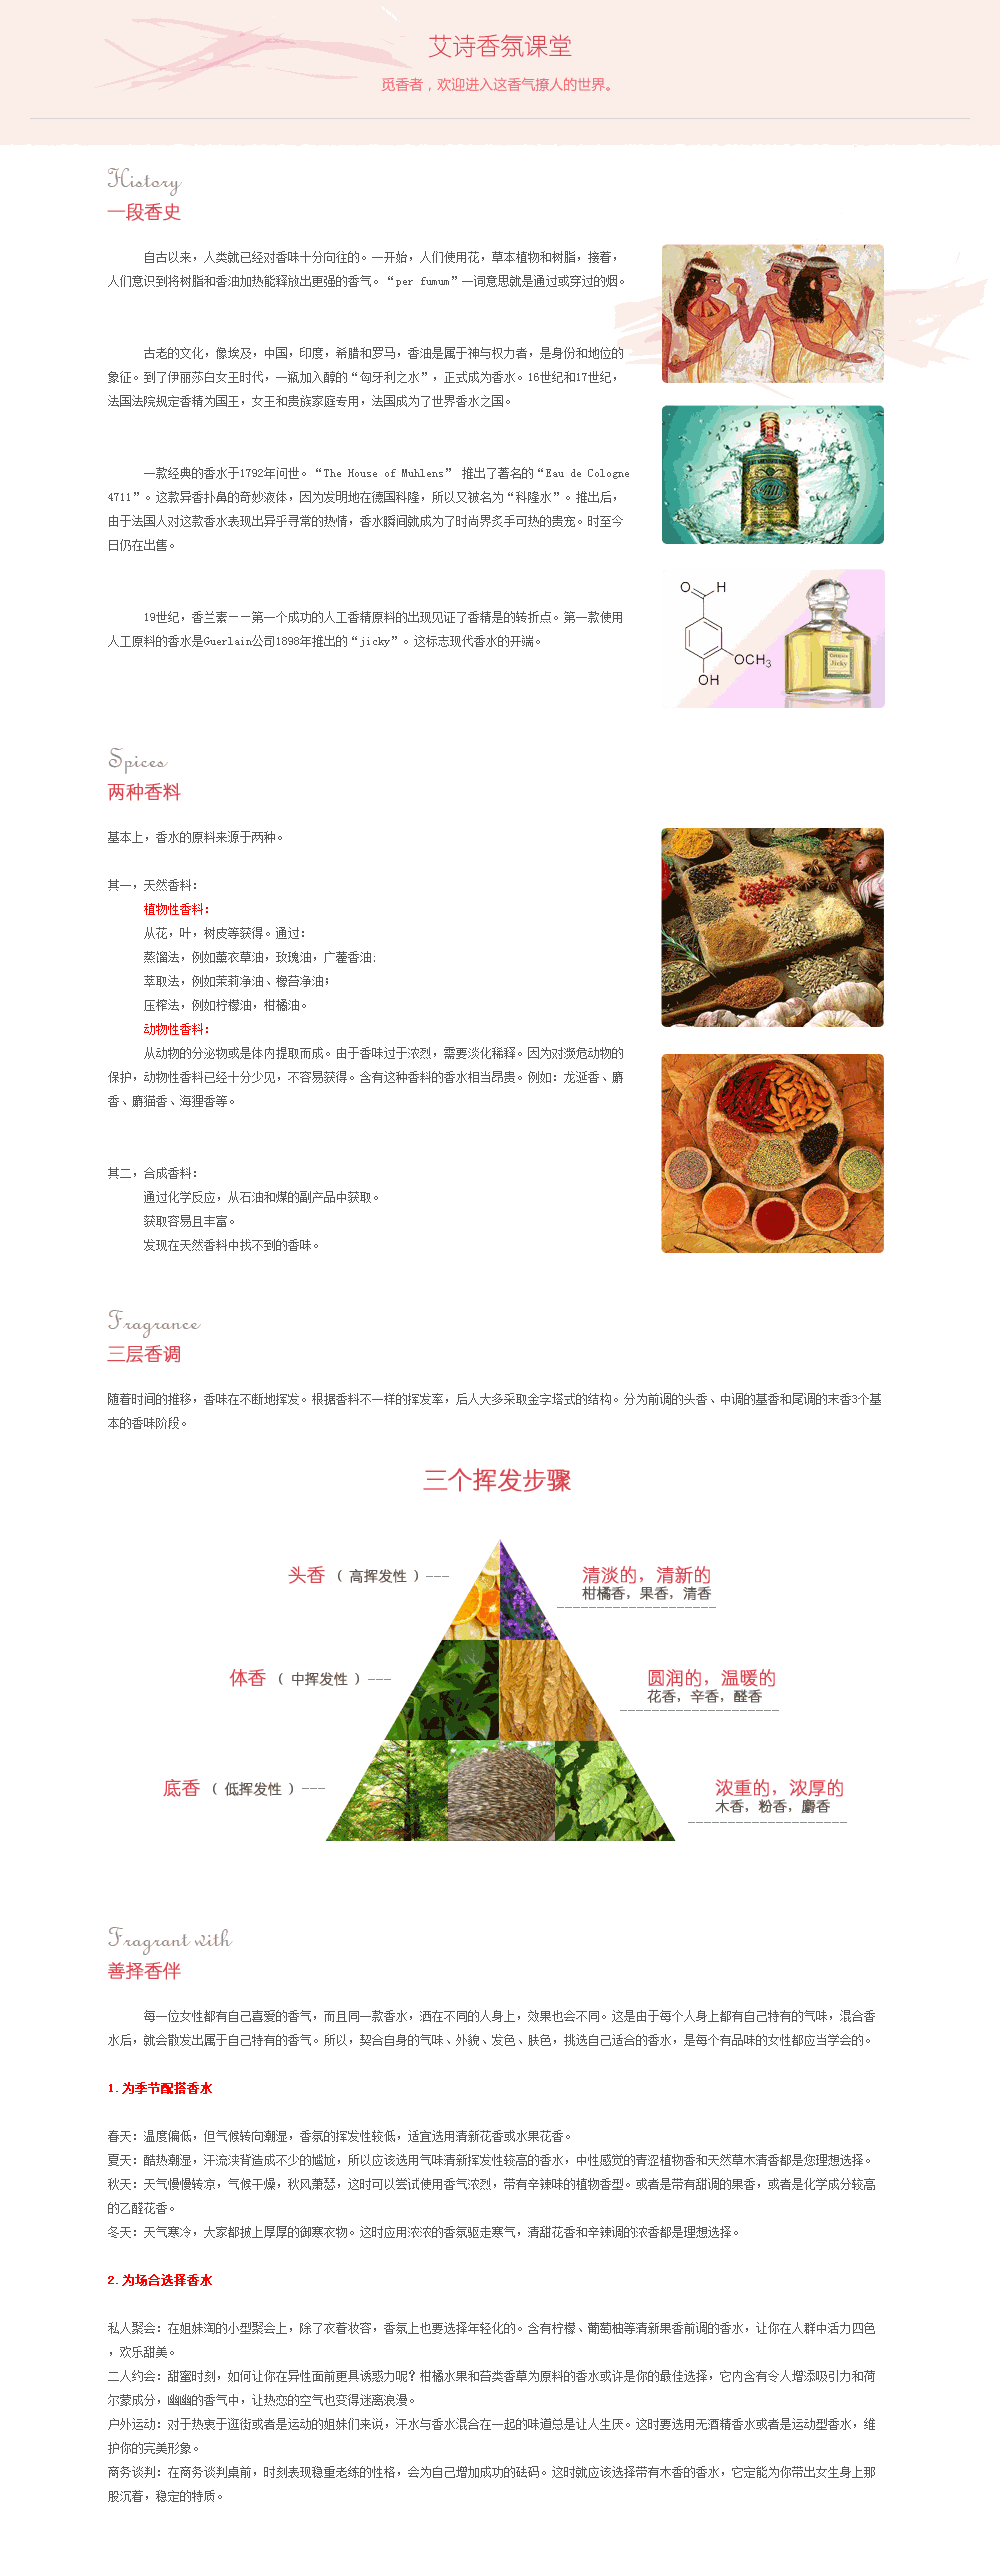 艾诗香氛课堂
觅香者，欢迎进入这香气撩人的世界。
History
一段香史
自古以来，人类就已经对香味十分向往的。一开始，人们使用花，草本植物和树脂，接着，
人们意识到将树脂和香油加热能释放出更强的香气。“per fumum”一词意思就是通过或穿过的烟。
古老的文化，像埃及，中国，印度，希腊和罗马，香油是属于神与权力者，是身份和地位的
象征。到了伊丽莎白女王时代，一瓶加入醇的“匈牙利之水”，正式成为香水。16世纪和17世纪，
法国法院规定香精为国王，女王和贵族家庭专用，法国成为了世界香水之国。
一款经典的香水于1792年问世。“The House of Muhlens” 推出了著名的“Eau de Cologne
4711”。这款异香扑鼻的奇妙液体，因为发明地在德国科隆，所以又被名为“科隆水”。推出后，
由于法国人对这款香水表现出异乎寻常的热情，香水瞬间就成为了时尚界炙手可热的贵宠。时至今
日仍在出售。
19世纪，香兰素——第一个成功的人工香精原料的出现见证了香精是的转折点。第一款使用
人工原料的香水是Guerlain公司1898年推出的“jicky”。这标志现代香水的开端。
4711
O
H
OCH3
OH
Jicky
Spices
两种香料
基本上，香水的原料来源于两种。
其一，天然香料：
植物性香料：
从花，叶，树皮等获得。通过：
蒸馏法，例如薰衣草油，玫瑰油，广藿香油；
萃取法，例如茉莉净油、橡苔净油；
压榨法，例如柠檬油，柑橘油。
动物性香料：
从动物的分泌物或是体内提取而成。由于香味过于浓烈，需要淡化稀释。因为对濒危动物的
保护，动物性香料已经十分少见，不容易获得。含有这种香料的香水相当昂贵。例如：龙涎香、麝
香、麝猫香、海狸香等。
其二，合成香料：
通过化学反应，从石油和煤的副产品中获取。
获取容易且丰富。
发现在天然香料中找不到的香味。
Fragrance
三层香调
随着时间的推移，香味在不断地挥发。根据香料不一样的挥发率，后人大多采取金字塔式的结构。分为前调的头香、中调的基香和尾调的末香3个基
本的香味阶段。
三个挥发步骤
头香（ 高挥发性 ）---
清淡的，清新的
柑橘香，果香，清香
体香（ 中挥发性 ）---
圆润的，温暖的
花香，辛香，醛香
底香（ 低挥发性 ）---
浓重的，浓厚的
木香，粉香，麝香
Fragrant with
善择香伴
每一位女性都有自己喜爱的香气，而且同一款香水，洒在不同的人身上，效果也会不同。这是由于每个人身上都有自己特有的气味，混合香
水后，就会散发出属于自己特有的香气。所以，契合自身的气味、外貌、发色、肤色，挑选自己适合的香水，是每个有品味的女性都应当学会的。
1.为季节配搭香水
春天：温度偏低，但气候转向潮湿，香氛的挥发性较低，适宜选用清新花香或水果花香。
夏天：酷热潮湿，汗流浃背造成不少的尴尬，所以应该选用气味清新挥发性较高的香水，中性感觉的青涩植物香和天然草木清香都是您理想选择。
秋天：天气慢慢转凉，气候干燥，秋风萧瑟，这时可以尝试使用香气浓烈，带有辛辣味的植物香型。或者是带有甜调的果香，或者是化学成分较高
的乙醛花香。
冬天：天气寒冷，大家都披上厚厚的御寒衣物。这时应用浓浓的香氛驱走寒气，清甜花香和辛辣调的浓香都是理想选择。
2.为场合选择香水
私人聚会：在姐妹淘的小型聚会上，除了衣着妆容，香氛上也要选择年轻化的。含有柠檬、葡萄柚等清新果香前调的香水，让你在人群中活力四色
，欢乐甜美。
二人约会：甜蜜时刻，如何让你在异性面前更具诱惑力呢？柑橘水果和苔类香草为原料的香水或许是你的最佳选择，它内含有令人增添吸引力和荷
尔蒙成分，幽幽的香气中，让热恋的空气也变得迷离浪漫。
户外运动：对于热衷于逛街或者是运动的姐妹们来说，汗水与香水混合在一起的味道总是让人生厌。这时要选用无酒精香水或者是运动型香水，维
护你的完美形象。
商务谈判：在商务谈判桌前，时刻表现稳重老练的性格，会为自己增加成功的砝码。这时就应该选择带有木香的香水，它定能为你带出女生身上那
股沉着，稳定的特质。